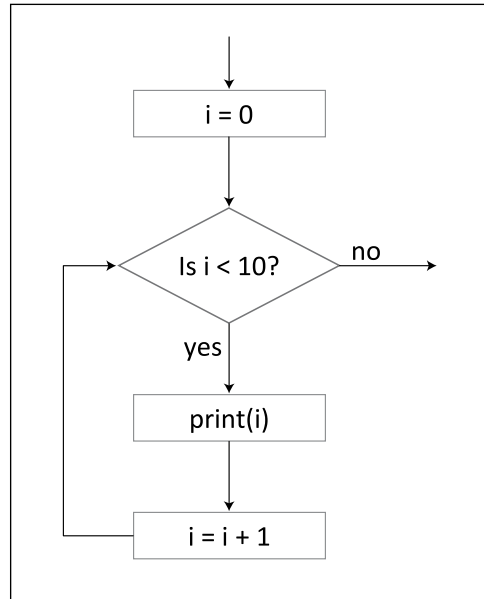 i = 0
Is i < 10?
no
yes
print(i)
i = i + 1